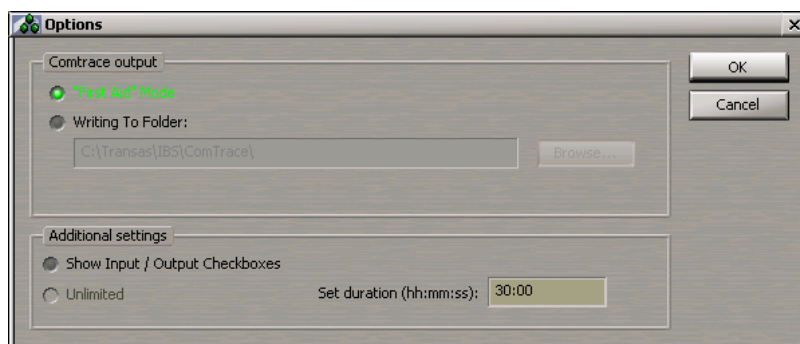 Options
Comtrace output
OK
"First Aid" Mode
Cancel
Writing To Folder:
C:\Transas\IBS\ComTrace\
Browse...
Additional settings
Show Input / Output Checkboxes
Unlimited
Set duration (hh:mm:ss):
30:00